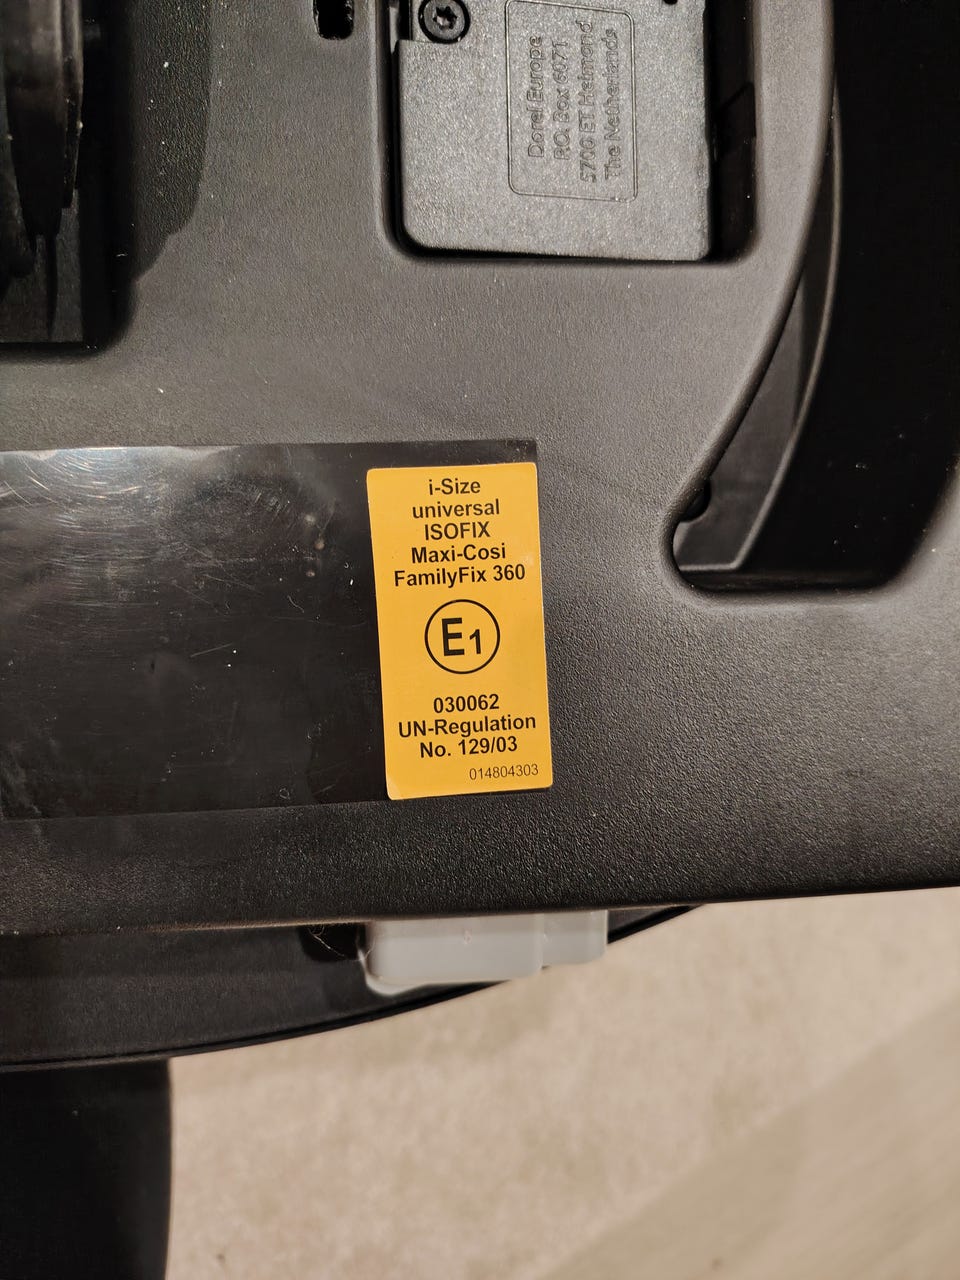 Dorel Europe
P.O. Box 6071
5700 ET Helmond
The Netherlands
i-Size
universal
ISOFIX
Maxi-Cosi
FamilyFix 360
E1
030062
UN-Regulation
No. 129/03
014804303